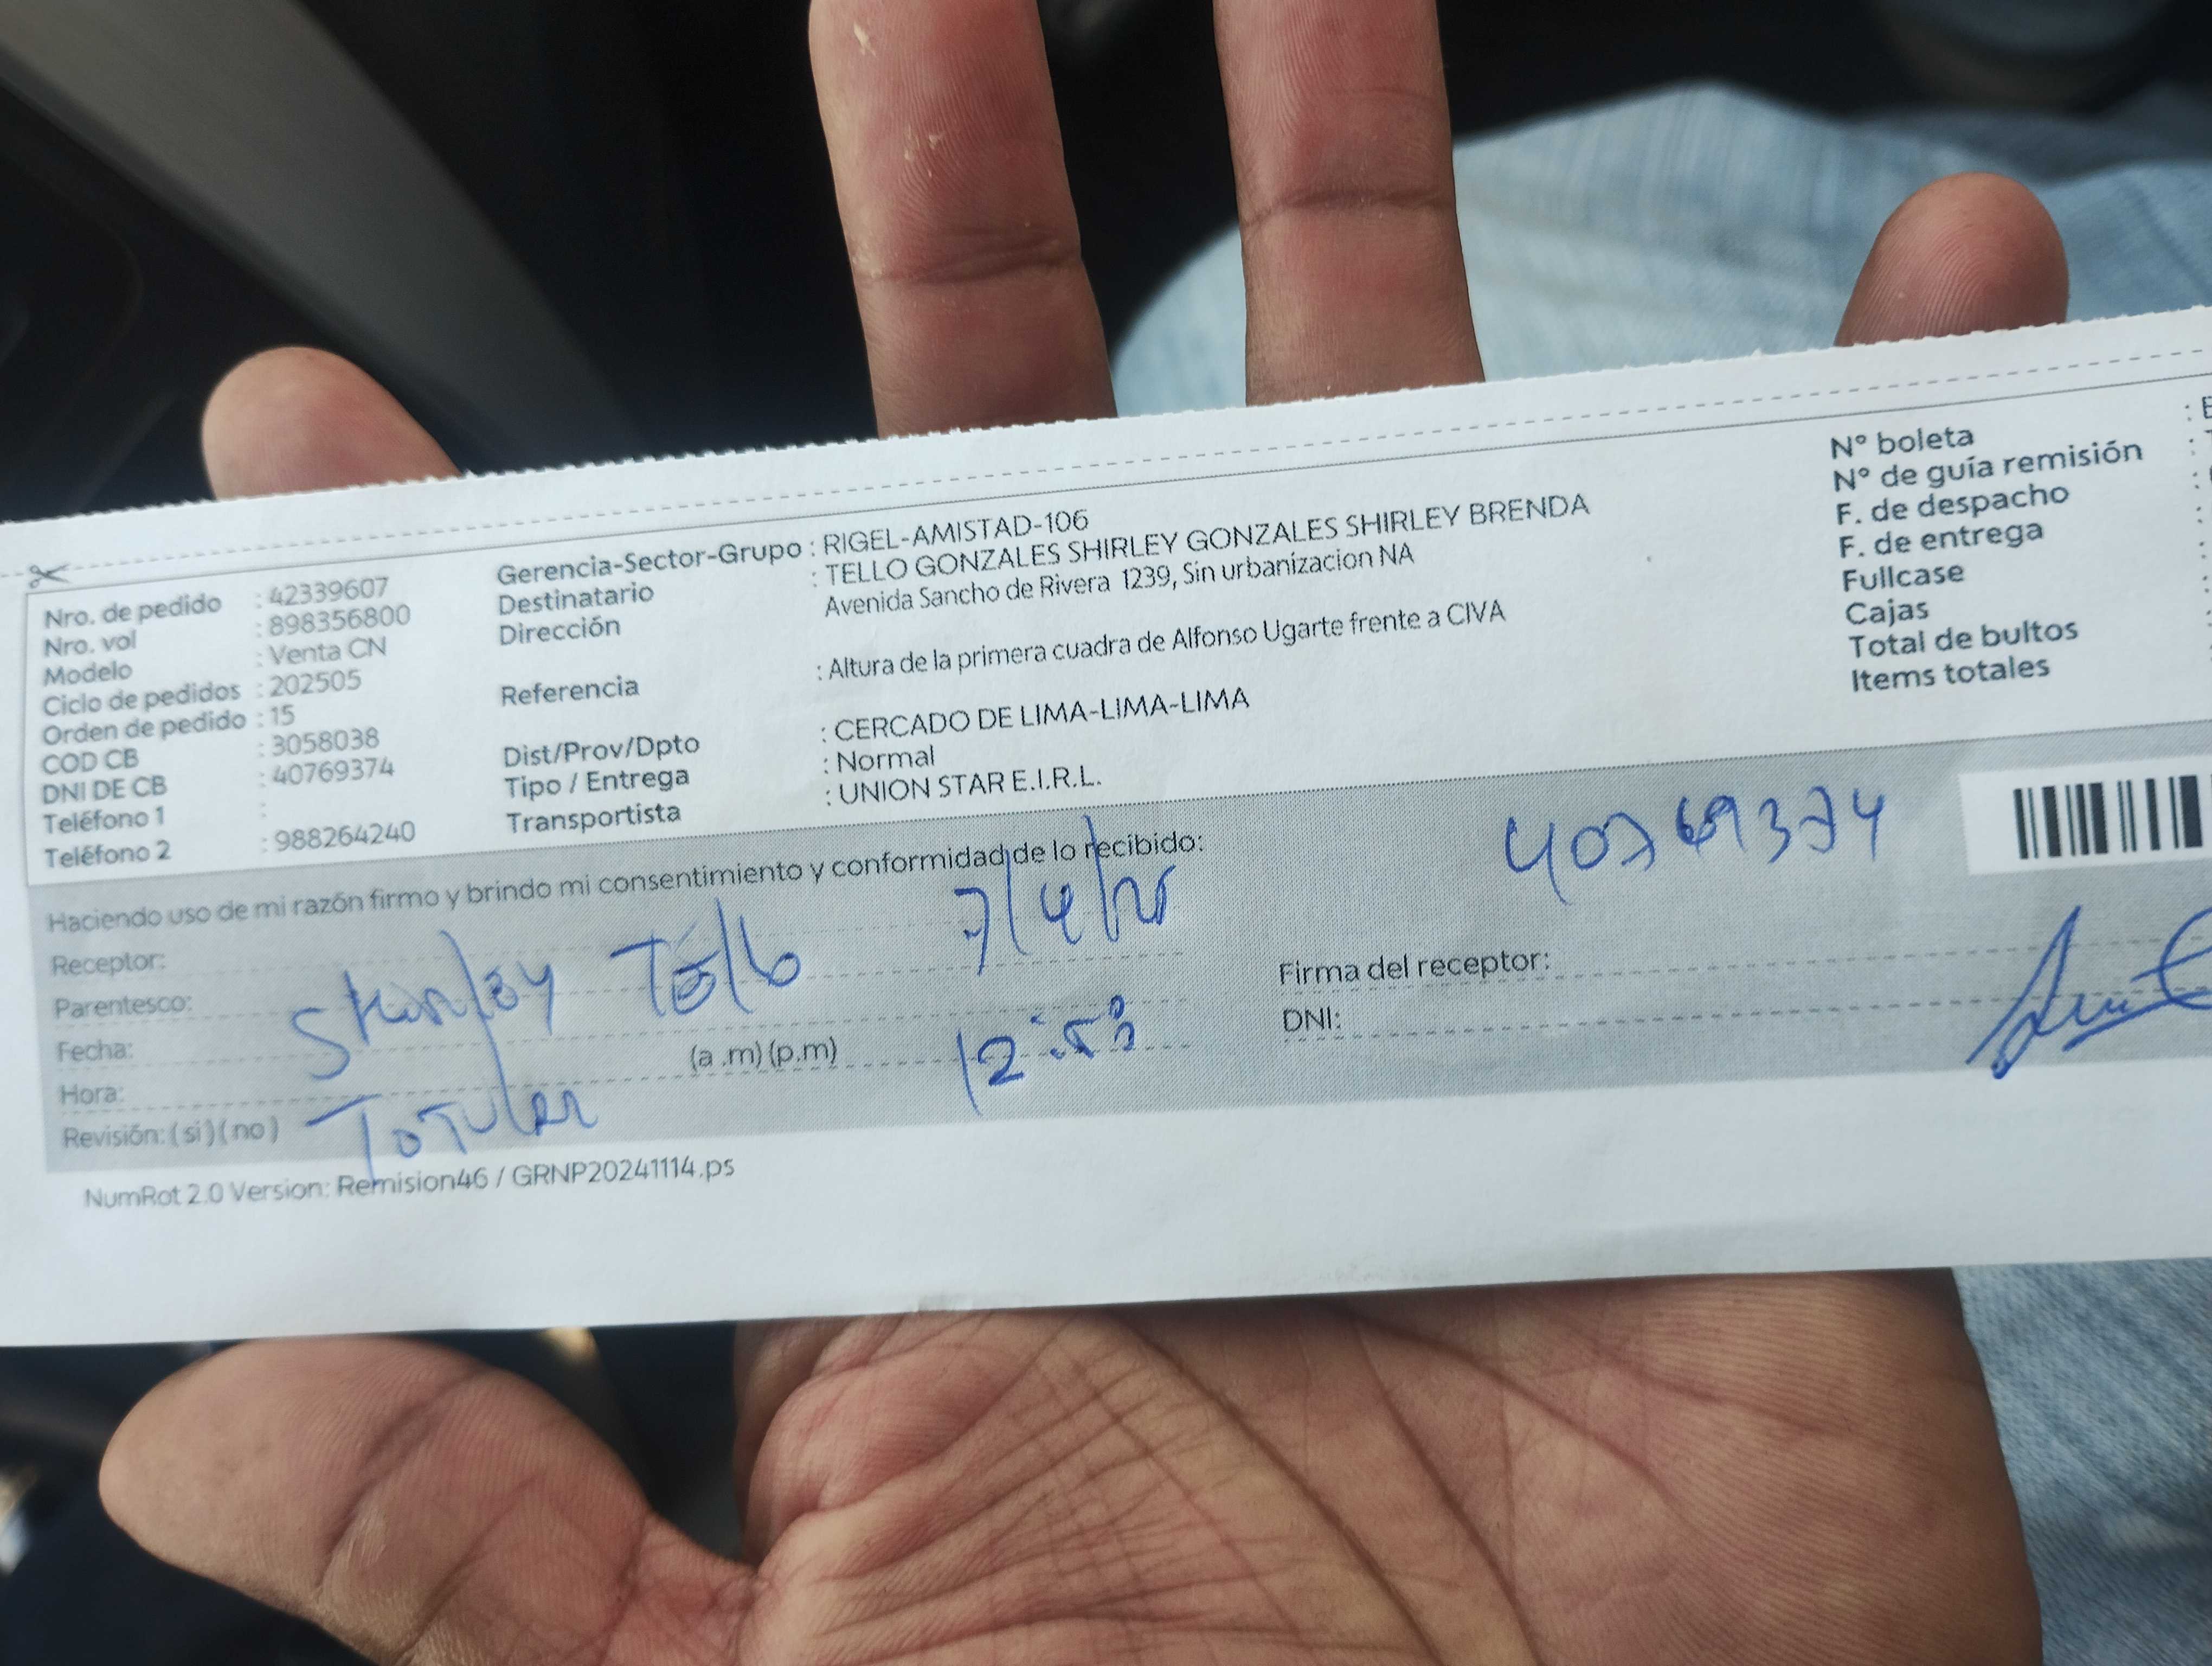 Nro. de pedido : 42339607
Nro. vol : 898356800
Modelo : Venta CN
Ciclo de pedidos : 202505
Orden de pedido : 15
COD CB : 3058038
DNI DE CB : 40769374
Teléfono 1 :
Teléfono 2 : 988264240
Gerencia-Sector-Grupo : RIGEL-AMISTAD-106
Destinatario : TELLO GONZALES SHIRLEY GONZALES SHIRLEY BRENDA
Dirección Avenida Sancho de Rivera 1239, Sin urbanizacion NA
Referencia : Altura de la primera cuadra de Alfonso Ugarte frente a CIVA
Dist/Prov/Dpto : CERCADO DE LIMA-LIMA-LIMA
Tipo / Entrega : Normal
Transportista : UNION STAR E.I.R.L.
N° boleta
N° de guía remisión
F. de despacho
F. de entrega
Fullcase
Cajas
Total de bultos
Items totales
Haciendo uso de mi razón firmo y brindo mi consentimiento y conformidad de lo recibido:
40769374
Receptor:
Parentesco:
Shirley Tello
7/4/25
Fecha:
Hora: (a .m) (p.m)
12:53
Revisión: ( si ) ( no )
Firma del receptor:
DNI:
NumRot 2.0 Version: Remision46 / GRNP20241114.ps